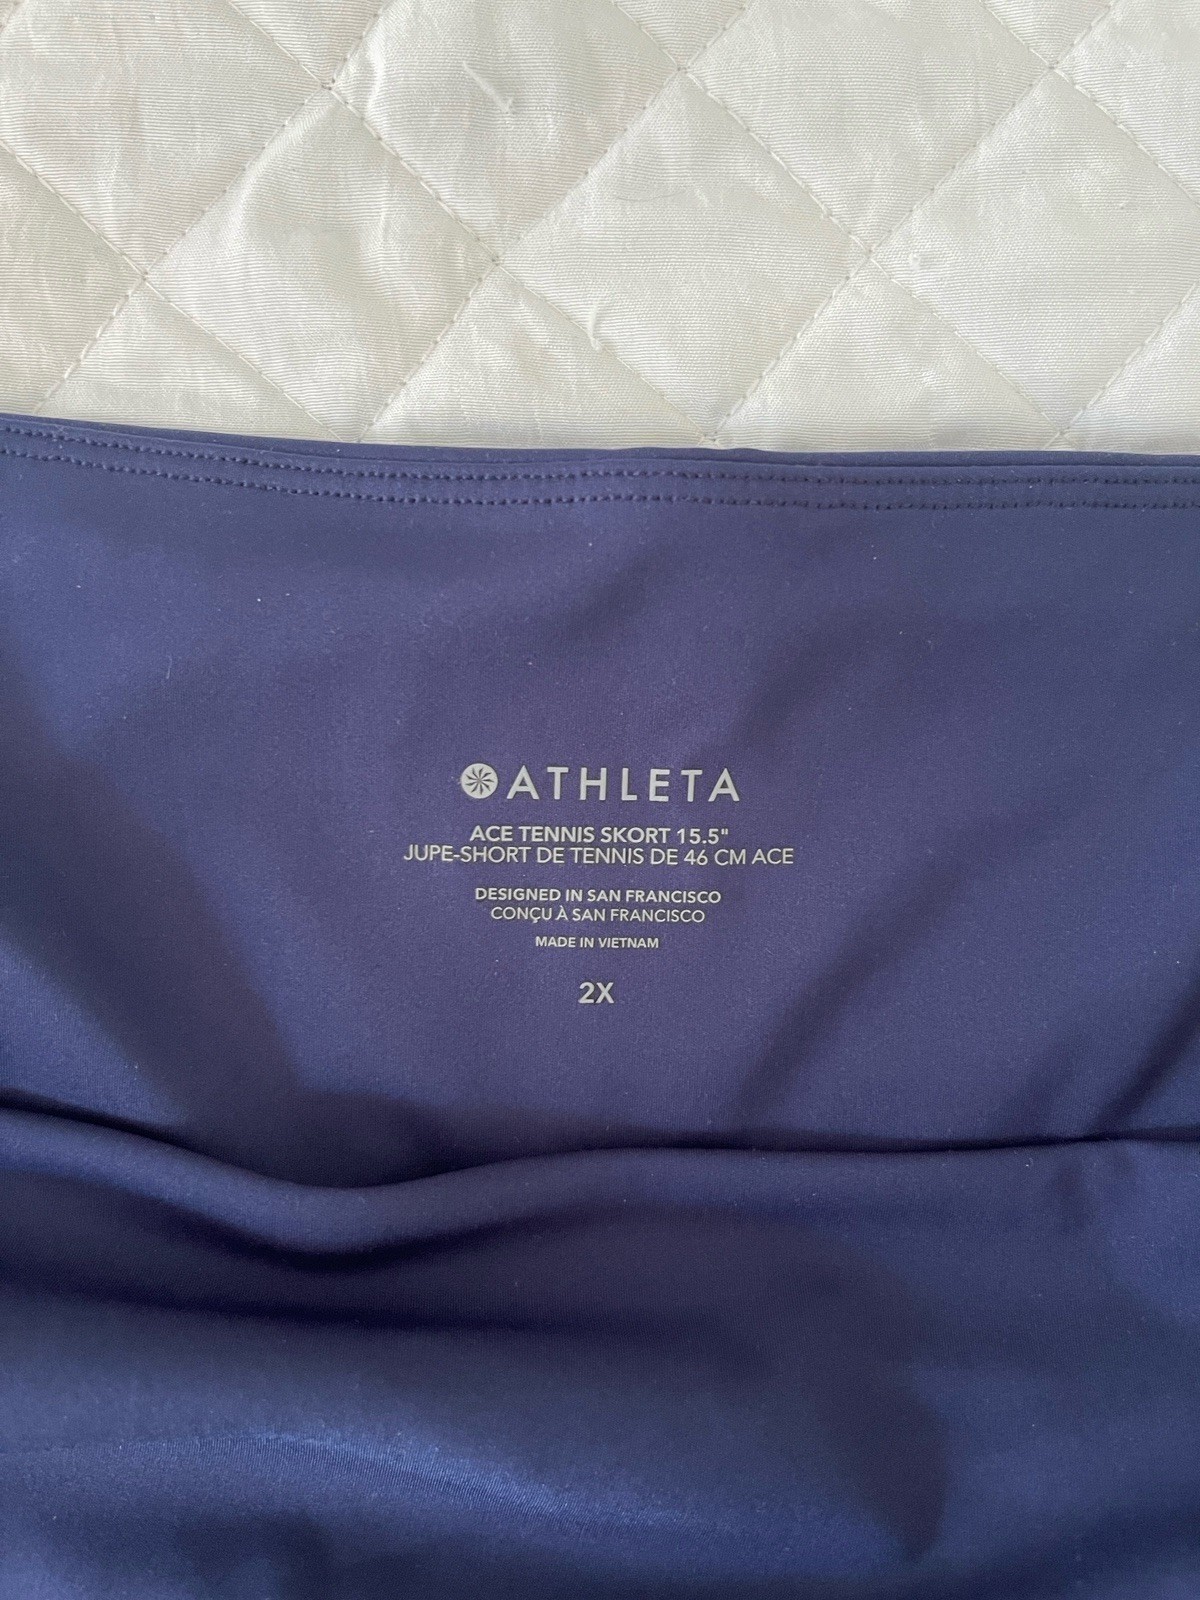 ATHLETA
ACE TENNIS SKORT 15.5"
JUPE-SHORT DE TENNIS DE 46 CM ACE
DESIGNED IN SAN FRANCISCO
CONÇU À SAN FRANCISCO
MADE IN VIETNAM
2X